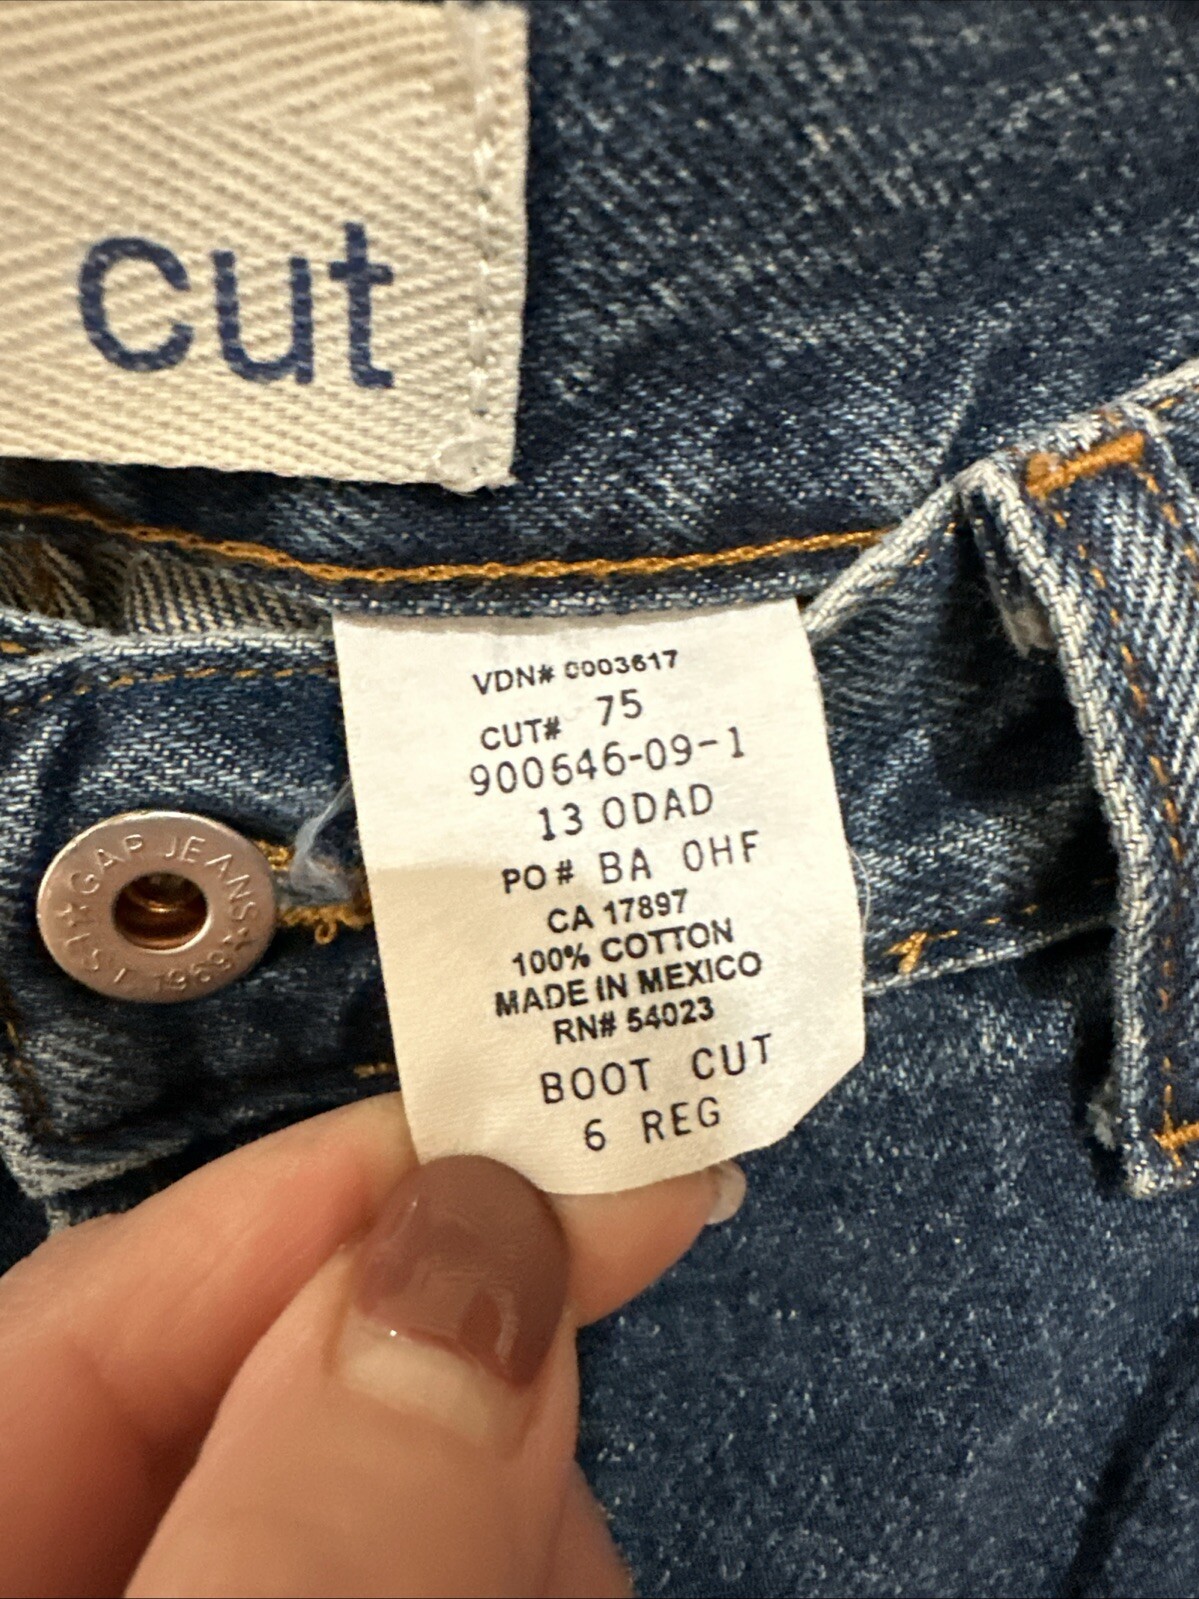 cut
VDN# 0003617
CUT# 75
900646-09-1
13 ODAD
PO# BA OHF
CA 17897
100% COTTON
MADE IN MEXICO
RN# 54023
BOOT CUT
6 REG
GAP JEANS
EST. 1969